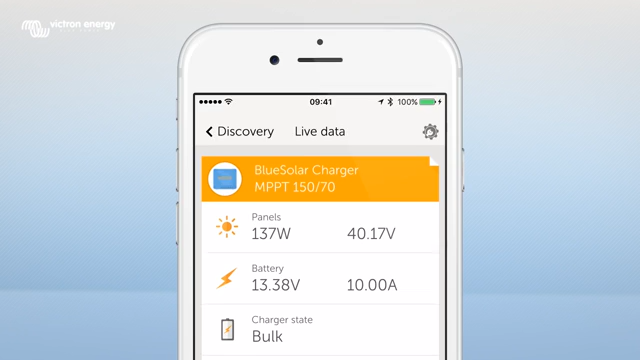 victron energy
09:41
100%
Discovery
Live data
BlueSolar Charger
MPPT 150/70
Panels
137W
40.17V
Battery
13.38V
10.00A
Charger state
Bulk